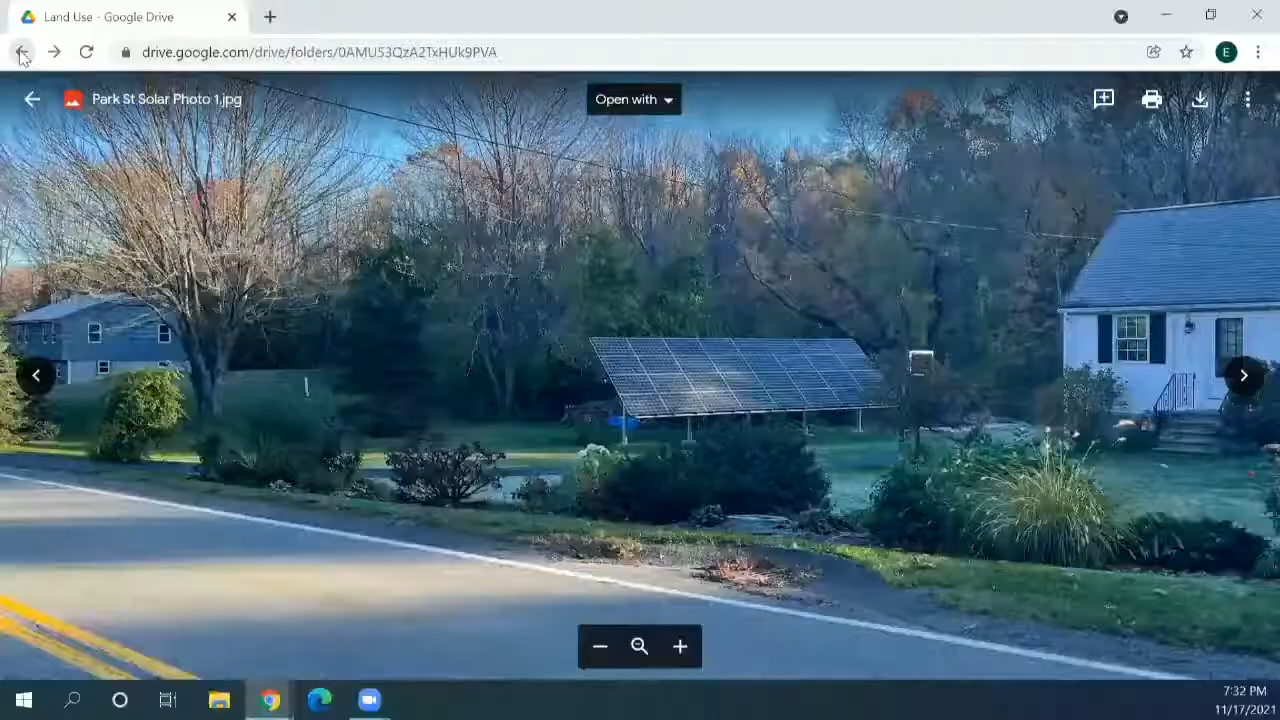 Land Use - Google Drive
drive.google.com/drive/folders/0AMU53QzA2TxHUk9PVA
E
Park St Solar Photo 1.jpg
Open with
7:32 PM
11/17/2021